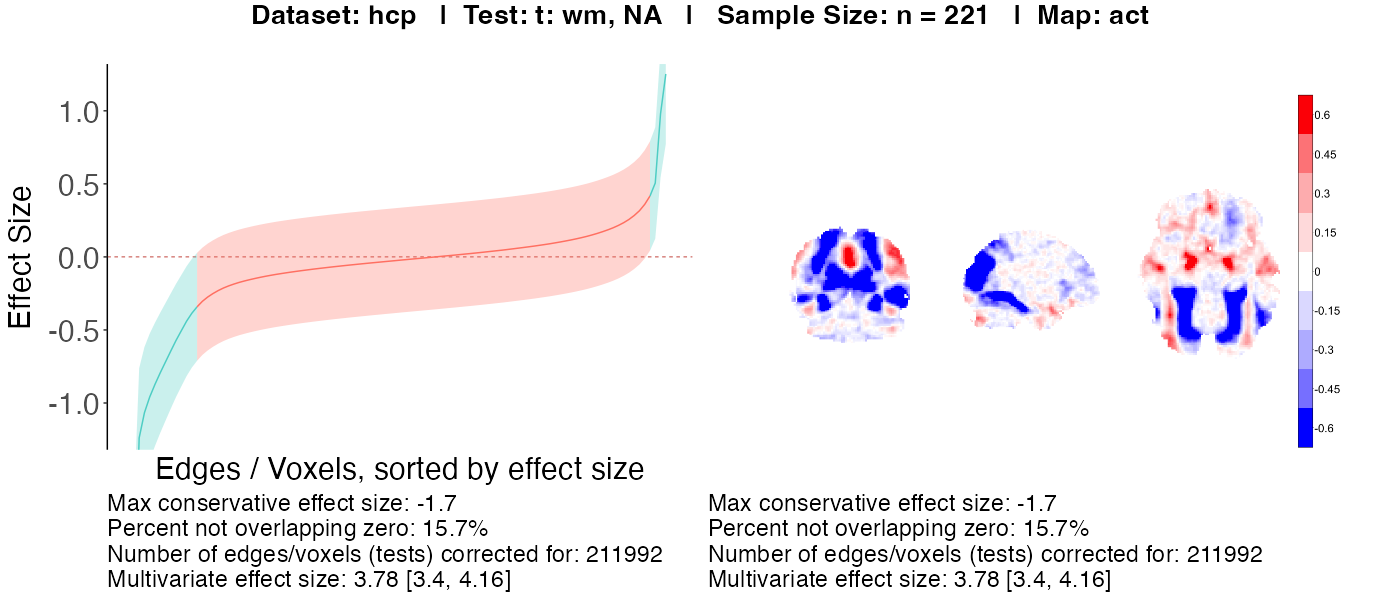 Dataset: hcp | Test: t: wm, NA | Sample Size: n = 221 | Map: act
Effect Size
1.0
0.5
0.0
-0.5
-1.0
Edges / Voxels, sorted by effect size
Max conservative effect size: -1.7
Percent not overlapping zero: 15.7%
Number of edges/voxels (tests) corrected for: 211992
Multivariate effect size: 3.78 [3.4, 4.16]
0.6
0.45
0.3
0.15
0
-0.15
-0.3
-0.45
-0.6
Max conservative effect size: -1.7
Percent not overlapping zero: 15.7%
Number of edges/voxels (tests) corrected for: 211992
Multivariate effect size: 3.78 [3.4, 4.16]